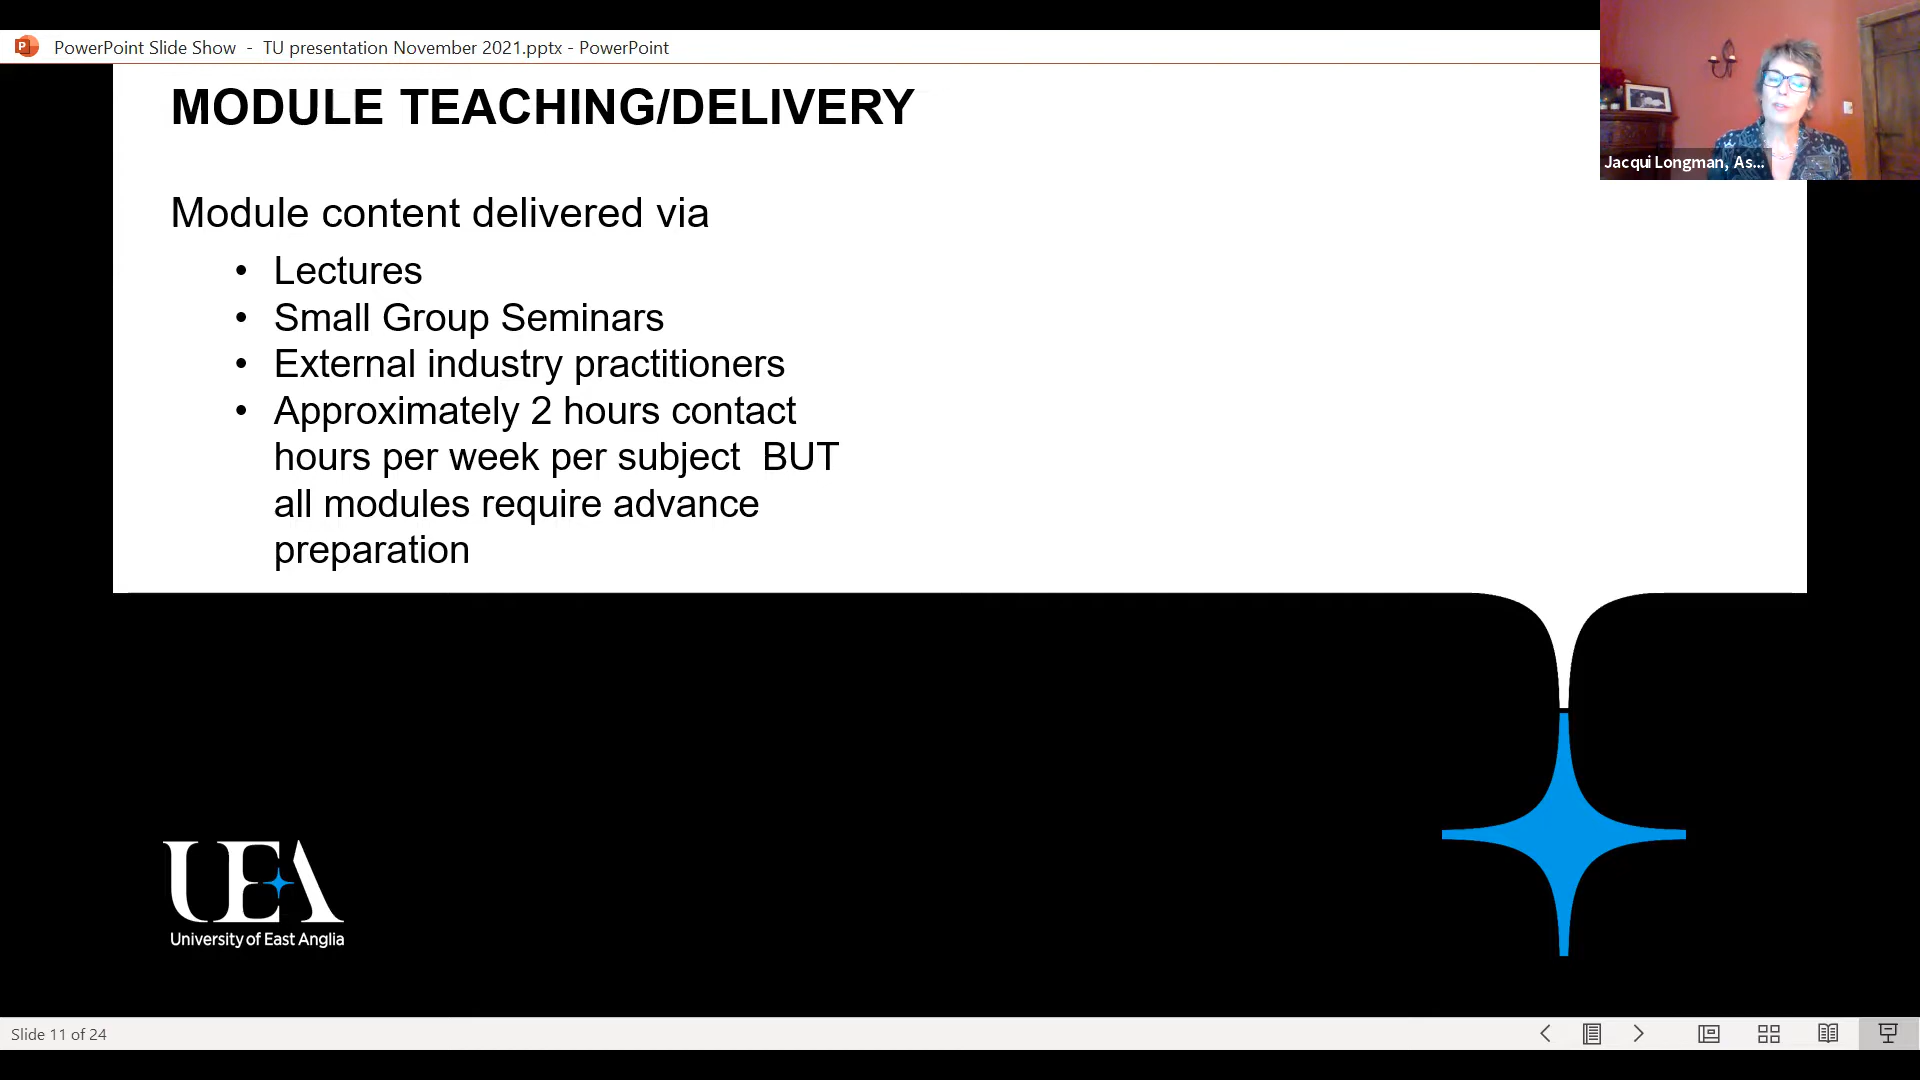 PowerPoint Slide Show - TU presentation November 2021.pptx - PowerPoint
MODULE TEACHING/DELIVERY
Jacqui Longman, As...
Module content delivered via
• Lectures
• Small Group Seminars
• External industry practitioners
• Approximately 2 hours contact
hours per week per subject BUT
all modules require advance
preparation
UEA
University of East Anglia
Slide 11 of 24